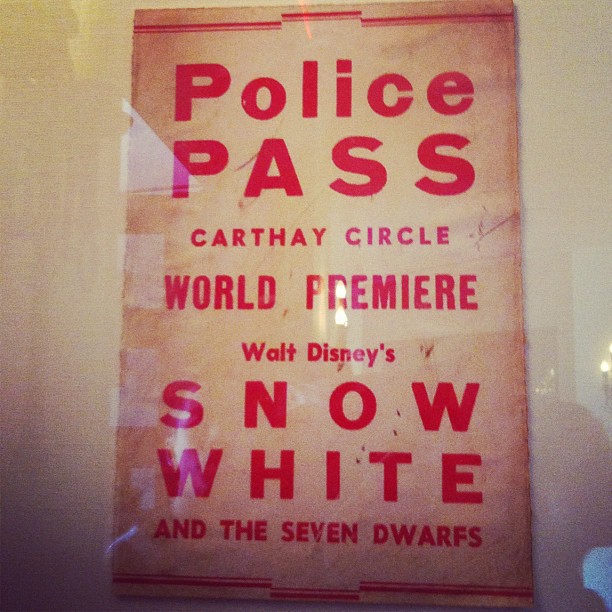 Police
PASS
CARTHAY CIRCLE
WORLD PREMIERE
Walt Disney's
SNOW
WHITE
AND THE SEVEN DWARFS